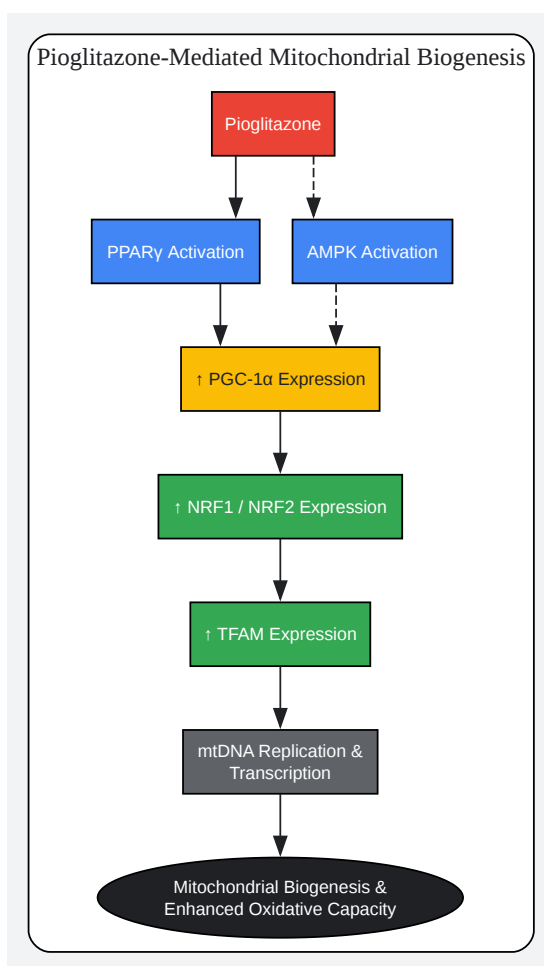 Pioglitazone-Mediated Mitochondrial Biogenesis
Pioglitazone
PPARγ Activation
AMPK Activation
↑ PGC-1α Expression
↑ NRF1 / NRF2 Expression
↑ TFAM Expression
mtDNA Replication &
Transcription
Mitochondrial Biogenesis &
Enhanced Oxidative Capacity